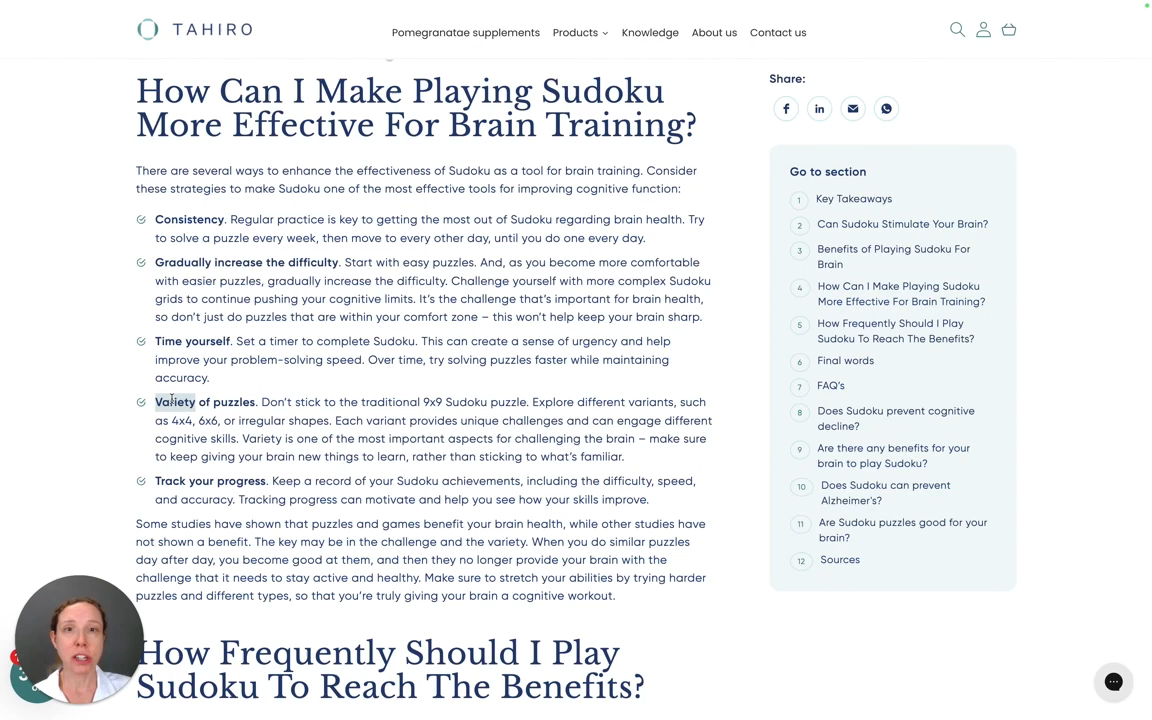 TAHIRO
Pomegranatae supplements
Products
Knowledge
About us
Contact us
How Can I Make Playing Sudoku
More Effective For Brain Training?
There are several ways to enhance the effectiveness of Sudoku as a tool for brain training. Consider
these strategies to make Sudoku one of the most effective tools for improving cognitive function:
Consistency. Regular practice is key to getting the most out of Sudoku regarding brain health. Try
to solve a puzzle every week, then move to every other day, until you do one every day.
Gradually increase the difficulty. Start with easy puzzles. And, as you become more comfortable
with easier puzzles, gradually increase the difficulty. Challenge yourself with more complex Sudoku
grids to continue pushing your cognitive limits. It's the challenge that's important for brain health,
so don't just do puzzles that are within your comfort zone – this won't help keep your brain sharp.
Time yourself. Set a timer to complete Sudoku. This can create a sense of urgency and help
improve your problem-solving speed. Over time, try solving puzzles faster while maintaining
accuracy.
Variety of puzzles. Don't stick to the traditional 9x9 Sudoku puzzle. Explore different variants, such
as 4x4, 6x6, or irregular shapes. Each variant provides unique challenges and can engage different
cognitive skills. Variety is one of the most important aspects for challenging the brain – make sure
to keep giving your brain new things to learn, rather than sticking to what's familiar.
Track your progress. Keep a record of your Sudoku achievements, including the difficulty, speed,
and accuracy. Tracking progress can motivate and help you see how your skills improve.
Some studies have shown that puzzles and games benefit your brain health, while other studies have
not shown a benefit. The key may be in the challenge and the variety. When you do similar puzzles
day after day, you become good at them, and then they no longer provide your brain with the
challenge that it needs to stay active and healthy. Make sure to stretch your abilities by trying harder
puzzles and different types, so that you're truly giving your brain a cognitive workout.
How Frequently Should I Play
Sudoku To Reach The Benefits?
Share:
Go to section
1 Key Takeaways
2 Can Sudoku Stimulate Your Brain?
3 Benefits of Playing Sudoku For
Brain
4 How Can I Make Playing Sudoku
More Effective For Brain Training?
5 How Frequently Should I Play
Sudoku To Reach The Benefits?
6 Final words
7 FAQ's
8 Does Sudoku prevent cognitive
decline?
9 Are there any benefits for your
brain to play Sudoku?
10 Does Sudoku can prevent
Alzheimer's?
11 Are Sudoku puzzles good for your
brain?
12 Sources